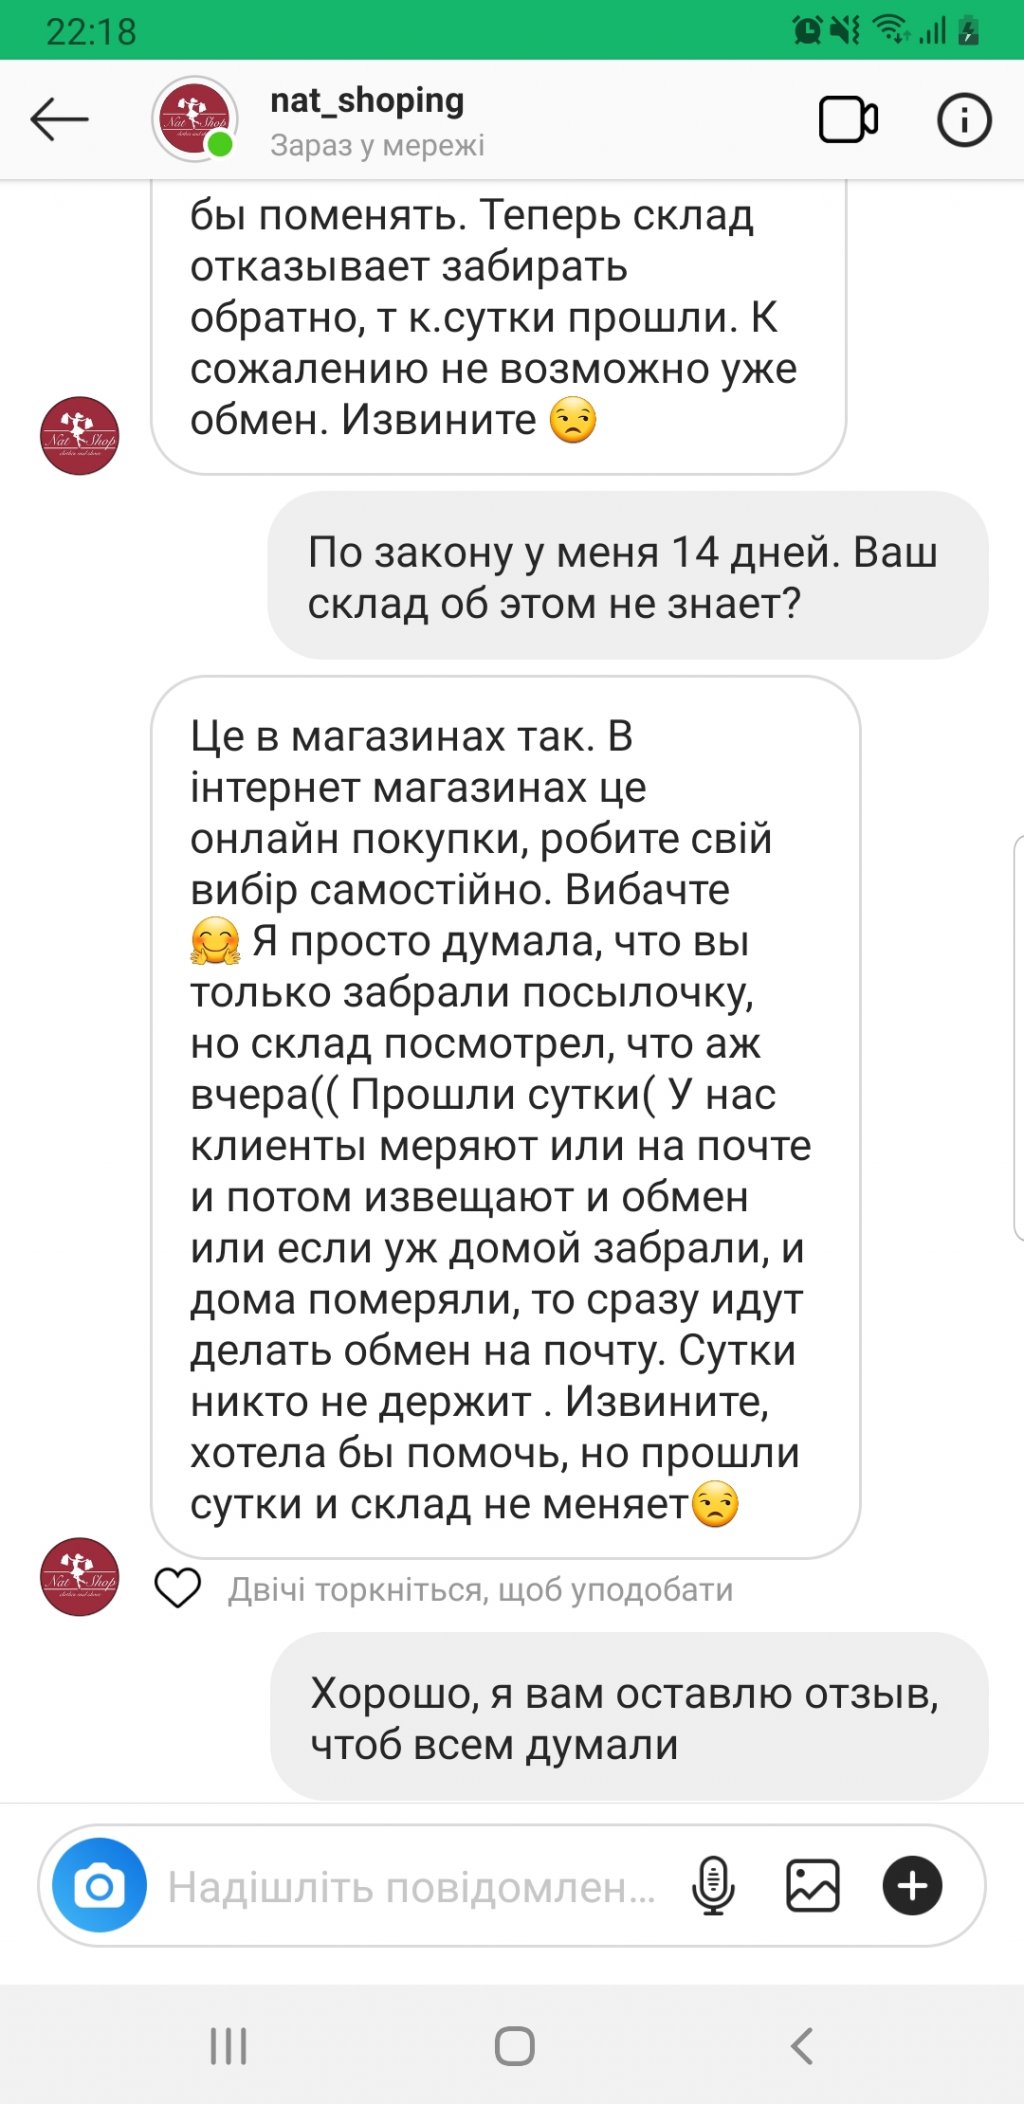 22:18
nat_shoping
Зараз у мережі
бы поменять. Теперь склад
отказывает забирать
обратно, т к.сутки прошли. К
сожалению не возможно уже
обмен. Извините 😒
Nat Shop
По закону у меня 14 дней. Ваш
склад об этом не знает?
Це в магазинах так. В
інтернет магазинах це
онлайн покупки, робите свій
вибір самостійно. Вибачте
🤗 Я просто думала, что вы
только забрали посылочку,
но склад посмотрел, что аж
вчера(( Прошли сутки( У нас
клиенты меряют или на почте
и потом извещают и обмен
или если уж домой забрали, и
дома померяли, то сразу идут
делать обмен на почту. Сутки
никто не держит . Извините,
хотела бы помочь, но прошли
сутки и склад не меняет😒
Nat Shop
Двічі торкніться, щоб уподобати
Хорошо, я вам оставлю отзыв,
чтоб всем думали
Надішліть повідомлен...